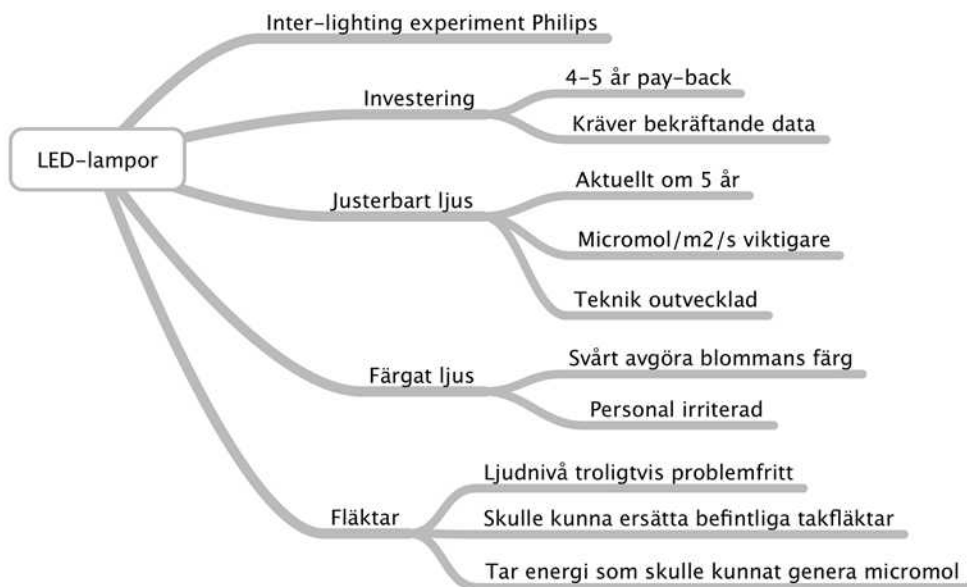 LED-lampor
Inter-lighting experiment Philips
Investering
4-5 år pay-back
Kräver bekräftande data
Justerbart ljus
Aktuellt om 5 år
Micromol/m2/s viktigare
Teknik outvecklad
Färgat ljus
Svårt avgöra blommans färg
Personal irriterad
Fläktar
Ljudnivå troligtvis problemfritt
Skulle kunna ersätta befintliga takfläktar
Tar energi som skulle kunnat genera micromol